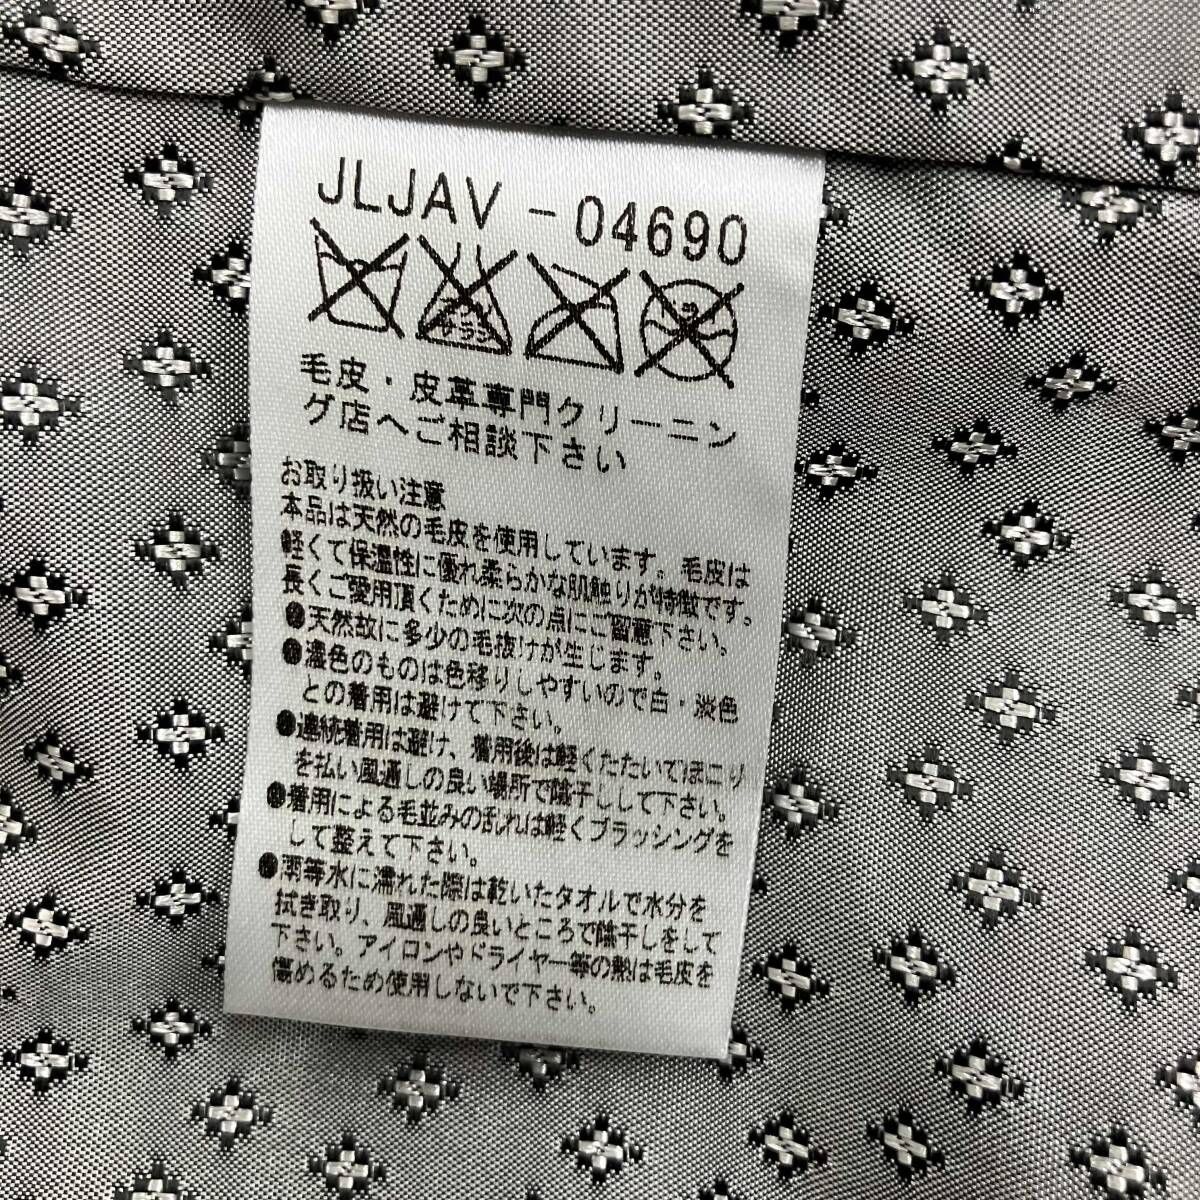 JLJAV -04690
エンソ
サラシ
毛皮・皮革専門クリーニン
グ店へご相談下さい
お取り扱い注意
本品は天然の毛皮を使用しています。毛皮は
軽くて保温性に優れ柔らかな肌触りが特徴です。
長くご愛用頂くために次の点にご留意下さい。
●天然故に多少の毛抜けが生じます。
●濃色のものは色移りしやすいので白・淡色
との着用は避けて下さい。
●連続着用は避け、着用後は軽くたたいてほこり
を払い風通しの良い場所で陰干しして下さい。
●着用による毛並みの乱れは軽くブラッシングを
して整えて下さい。
●雨等水に濡れた際は乾いたタオルで水分を
拭き取り、風通しの良いところで陰干しをして
下さい。アイロンやドライヤー等の熱は毛皮を
傷めるため使用しないで下さい。